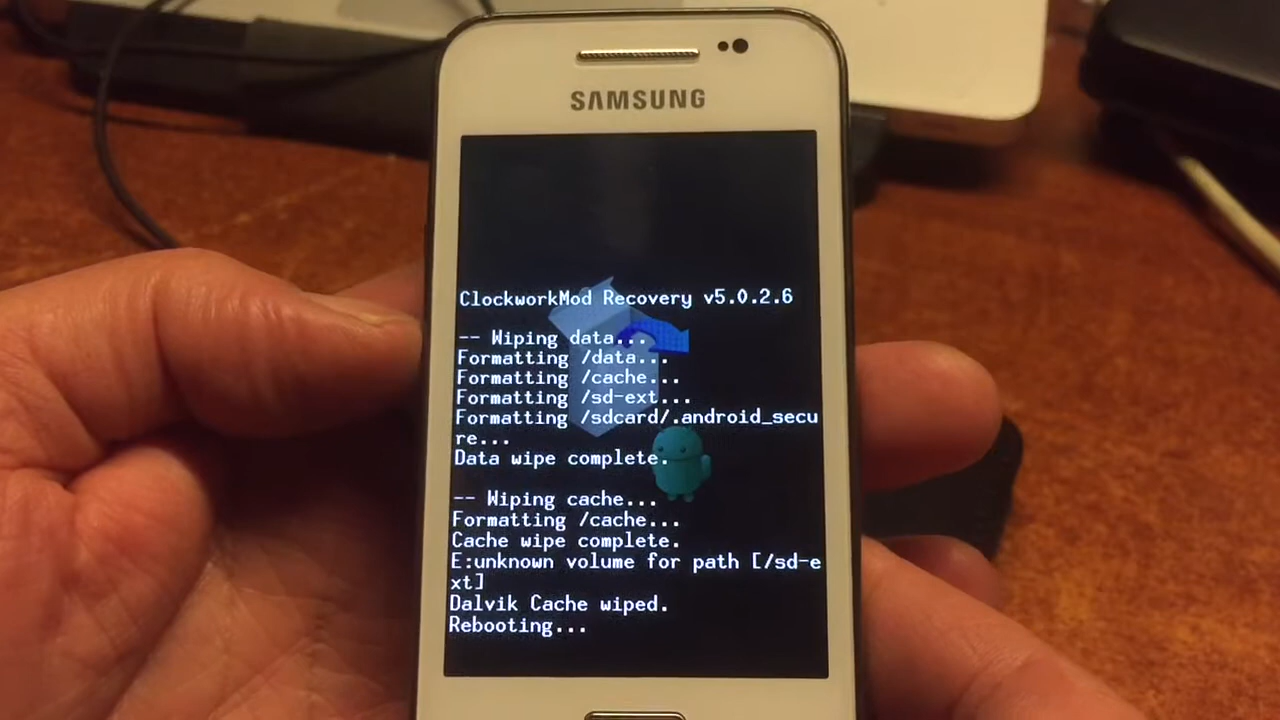 SAMSUNG
ClockworkMod Recovery v5.0.2.6
-- Wiping data...
Formatting /data...
Formatting /cache...
Formatting /sd-ext...
Formatting /sdcard/.android_secu
re...
Data wipe complete.
-- Wiping cache...
Formatting /cache...
Cache wipe complete.
E:unknown volume for path [/sd-e
xt]
Dalvik Cache wiped.
Rebooting...